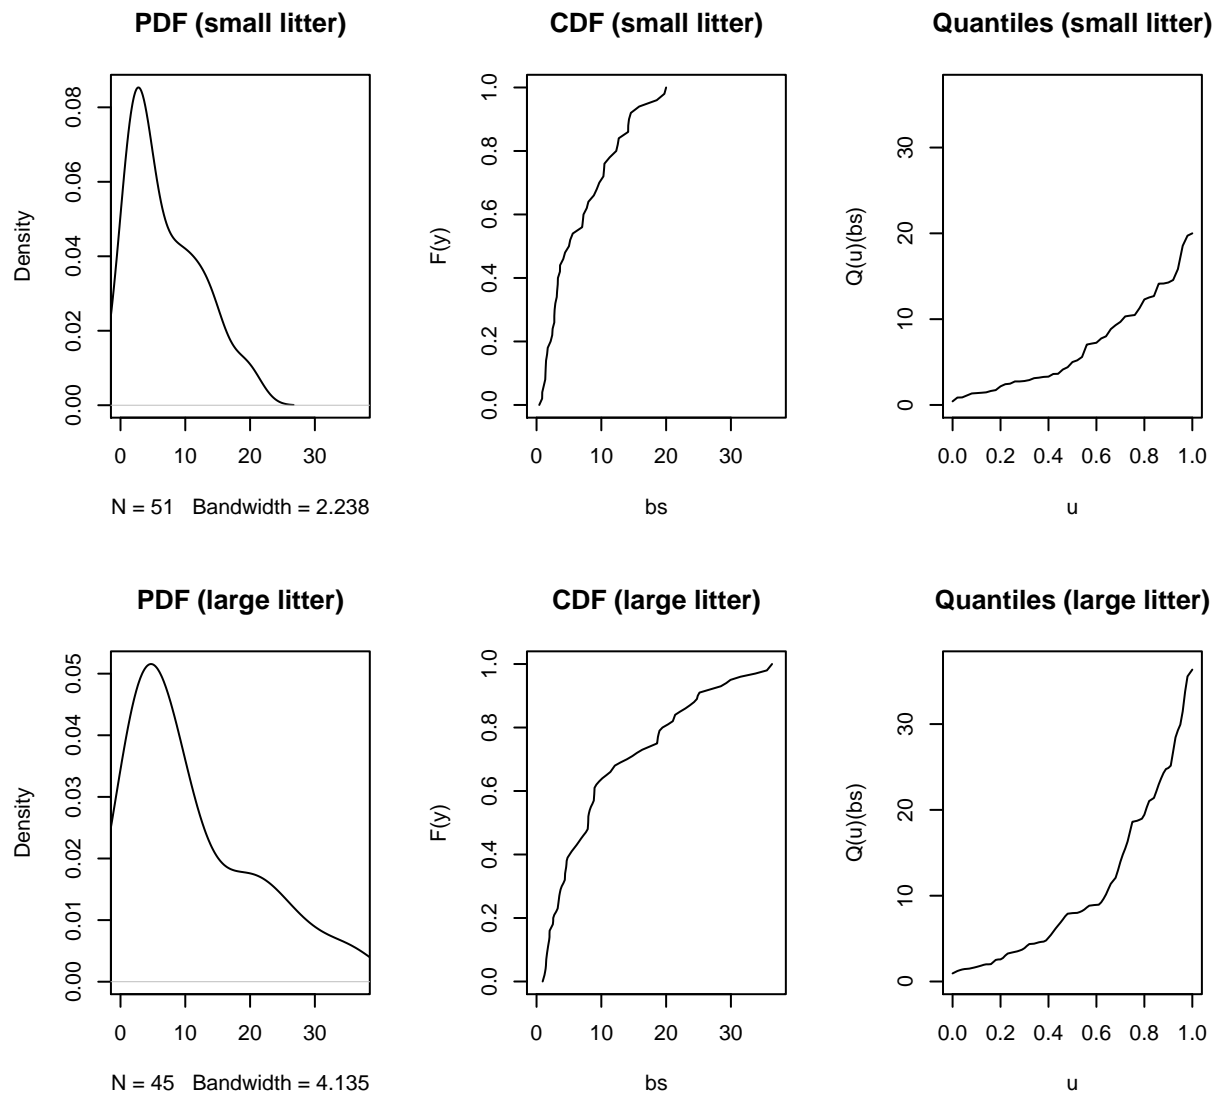 PDF (small litter)
Density
0.00 0.02 0.04 0.06 0.08
0 10 20 30
N = 51 Bandwidth = 2.238
CDF (small litter)
F(y)
0.0 0.2 0.4 0.6 0.8 1.0
0 10 20 30
bs
Quantiles (small litter)
Q(u)(bs)
0 10 20 30
0.0 0.2 0.4 0.6 0.8 1.0
u
PDF (large litter)
Density
0.00 0.01 0.02 0.03 0.04 0.05
0 10 20 30
N = 45 Bandwidth = 4.135
CDF (large litter)
F(y)
0.0 0.2 0.4 0.6 0.8 1.0
0 10 20 30
bs
Quantiles (large litter)
Q(u)(bs)
0 10 20 30
0.0 0.2 0.4 0.6 0.8 1.0
u